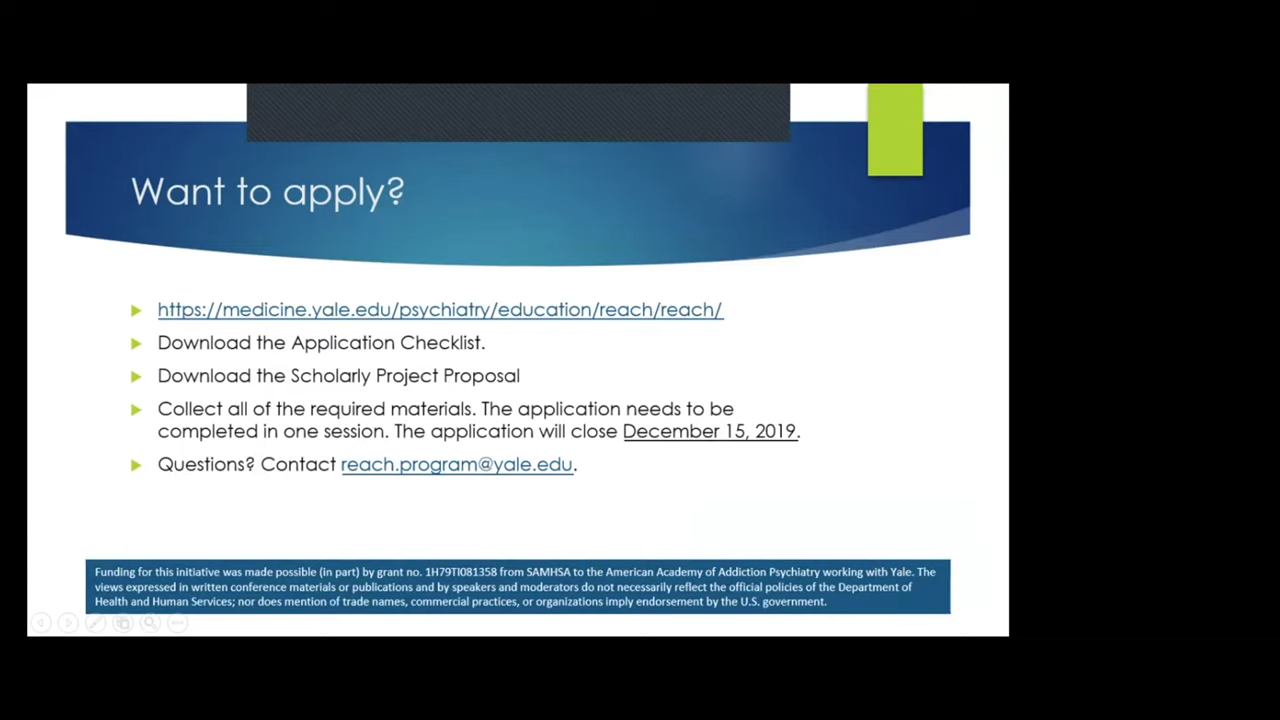 Want to apply?
https://medicine.yale.edu/psychiatry/education/reach/reach/
Download the Application Checklist.
Download the Scholarly Project Proposal
Collect all of the required materials. The application needs to be
completed in one session. The application will close December 15, 2019.
Questions? Contact reach.program@yale.edu.
Funding for this initiative was made possible (in part) by grant no. 1H79TI081358 from SAMHSA to the American Academy of Addiction Psychiatry working with Yale. The
views expressed in written conference materials or publications and by speakers and moderators do not necessarily reflect the official policies of the Department of
Health and Human Services; nor does mention of trade names, commercial practices, or organizations imply endorsement by the U.S. government.